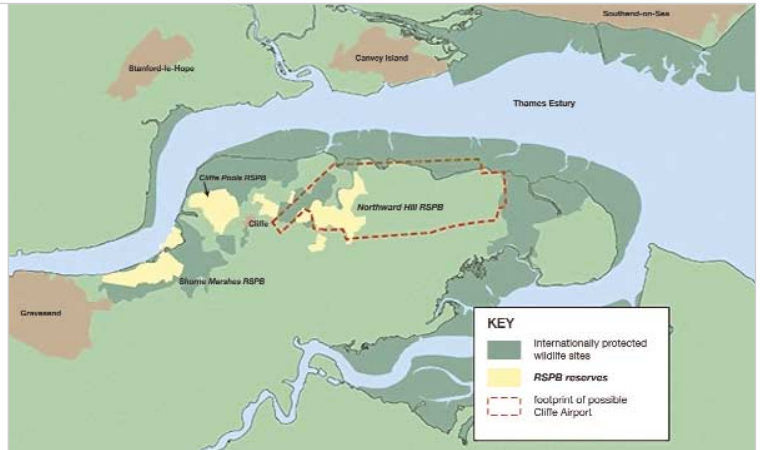 Southend-on-Sea
Stanford-le-Hope
Canvey Island
Thames Estury
Cliffe Pools RSPB
Northward Hill RSPB
Cliffe
Shorne Marshes RSPB
Gravesend
KEY
Internationally protected
wildlife sites
RSPB reserves
footprint of possible
Cliffe Airport